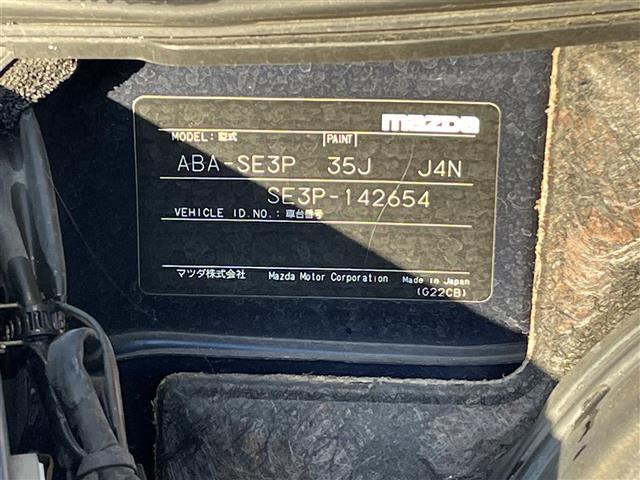 mazda
MODEL: 型式 PAINT
ABA-SE3P 35J J4N
SE3P-142654
VEHICLE ID.NO.: 車台番号
マツダ株式会社 Mazda Motor Corporation Made in Japan
(G22CB)